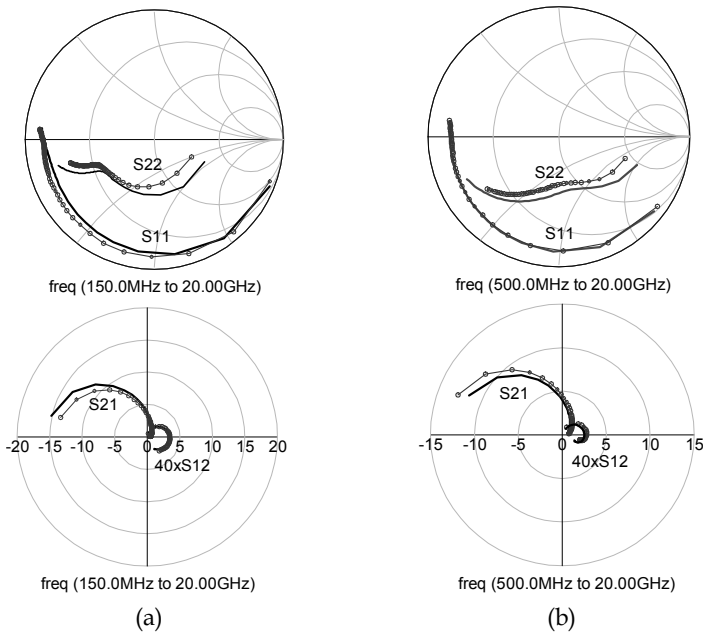 S22
S11
freq (150.0MHz to 20.00GHz)
S22
S11
freq (500.0MHz to 20.00GHz)
S21
-20 -15 -10 -5 0 5 10 15 20
40xS12
freq (150.0MHz to 20.00GHz)
(a)
S21
-15 -10 -5 0 5 10 15
40xS12
freq (500.0MHz to 20.00GHz)
(b)